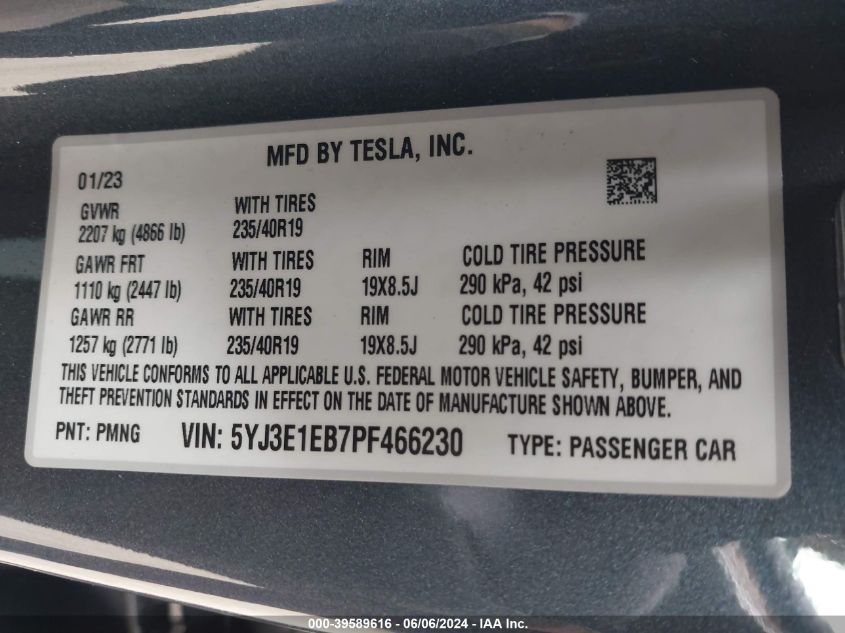 MFD BY TESLA, INC.
01/23
GVWR WITH TIRES
2207 kg (4866 lb) 235/40R19
GAWR FRT WITH TIRES RIM COLD TIRE PRESSURE
1110 kg (2447 lb) 235/40R19 19X8.5J 290 kPa, 42 psi
GAWR RR WITH TIRES RIM COLD TIRE PRESSURE
1257 kg (2771 lb) 235/40R19 19X8.5J 290 kPa, 42 psi
THIS VEHICLE CONFORMS TO ALL APPLICABLE U.S. FEDERAL MOTOR VEHICLE SAFETY, BUMPER, AND
THEFT PREVENTION STANDARDS IN EFFECT ON THE DATE OF MANUFACTURE SHOWN ABOVE.
PNT: PMNG VIN: 5YJ3E1EB7PF466230 TYPE: PASSENGER CAR
000-39589616 - 06/06/2024 - IAA Inc.